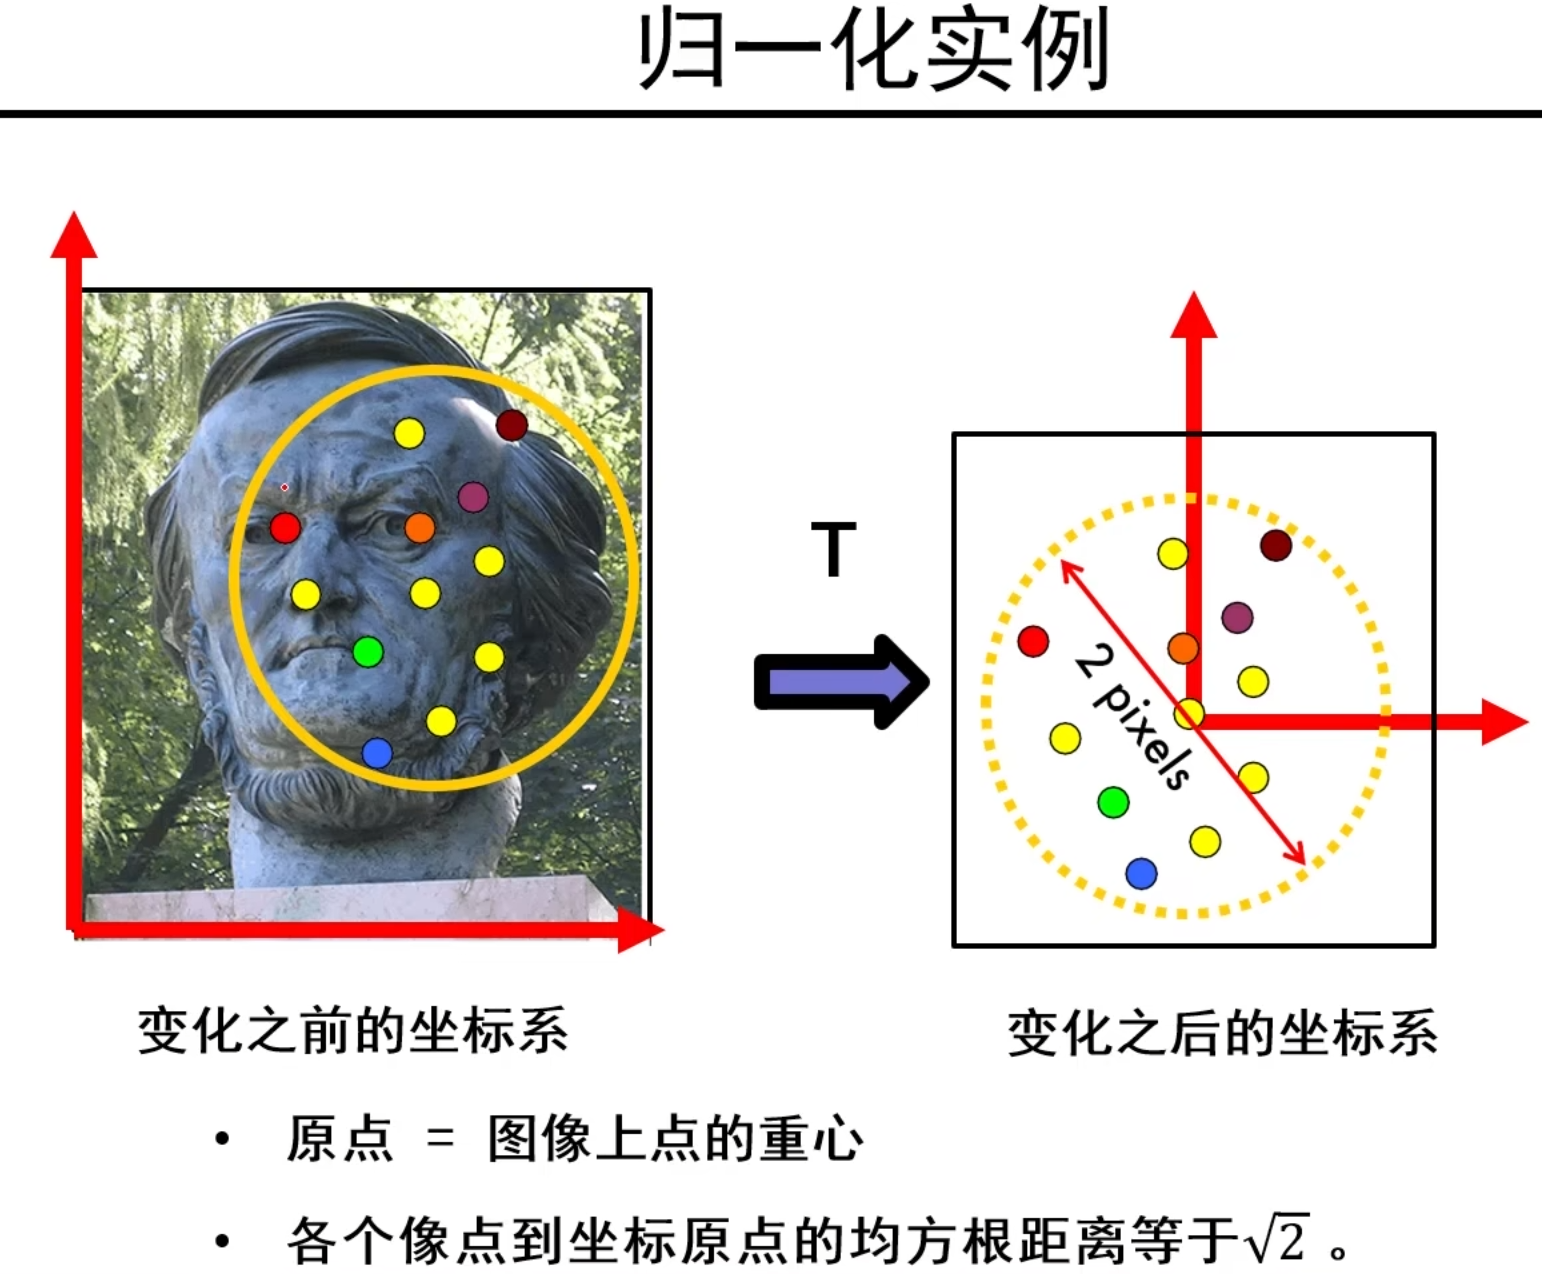 归一化实例
T
2 pixels
变化之前的坐标系
变化之后的坐标系
• 原点 = 图像上点的重心
• 各个像点到坐标原点的均方根距离等于√2 。